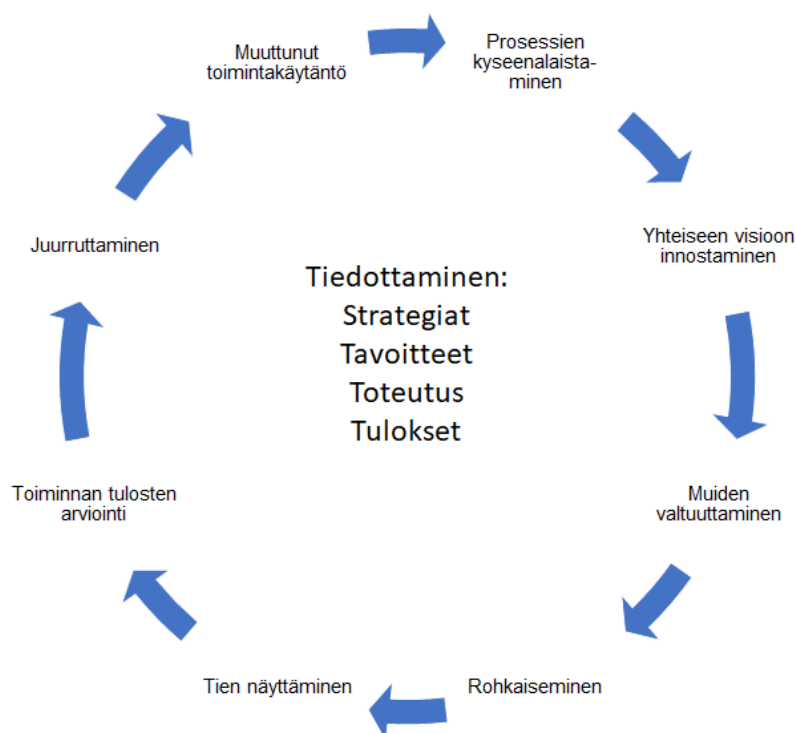 Muuttunut
toimintakäytäntö
Prosessien
kyseenalaista-
minen
Yhteiseen visioon
innostaminen
Muiden
valtuuttaminen
Rohkaiseminen
Tien näyttäminen
Toiminnan tulosten
arviointi
Juurruttaminen
Tiedottaminen:
Strategiat
Tavoitteet
Toteutus
Tulokset